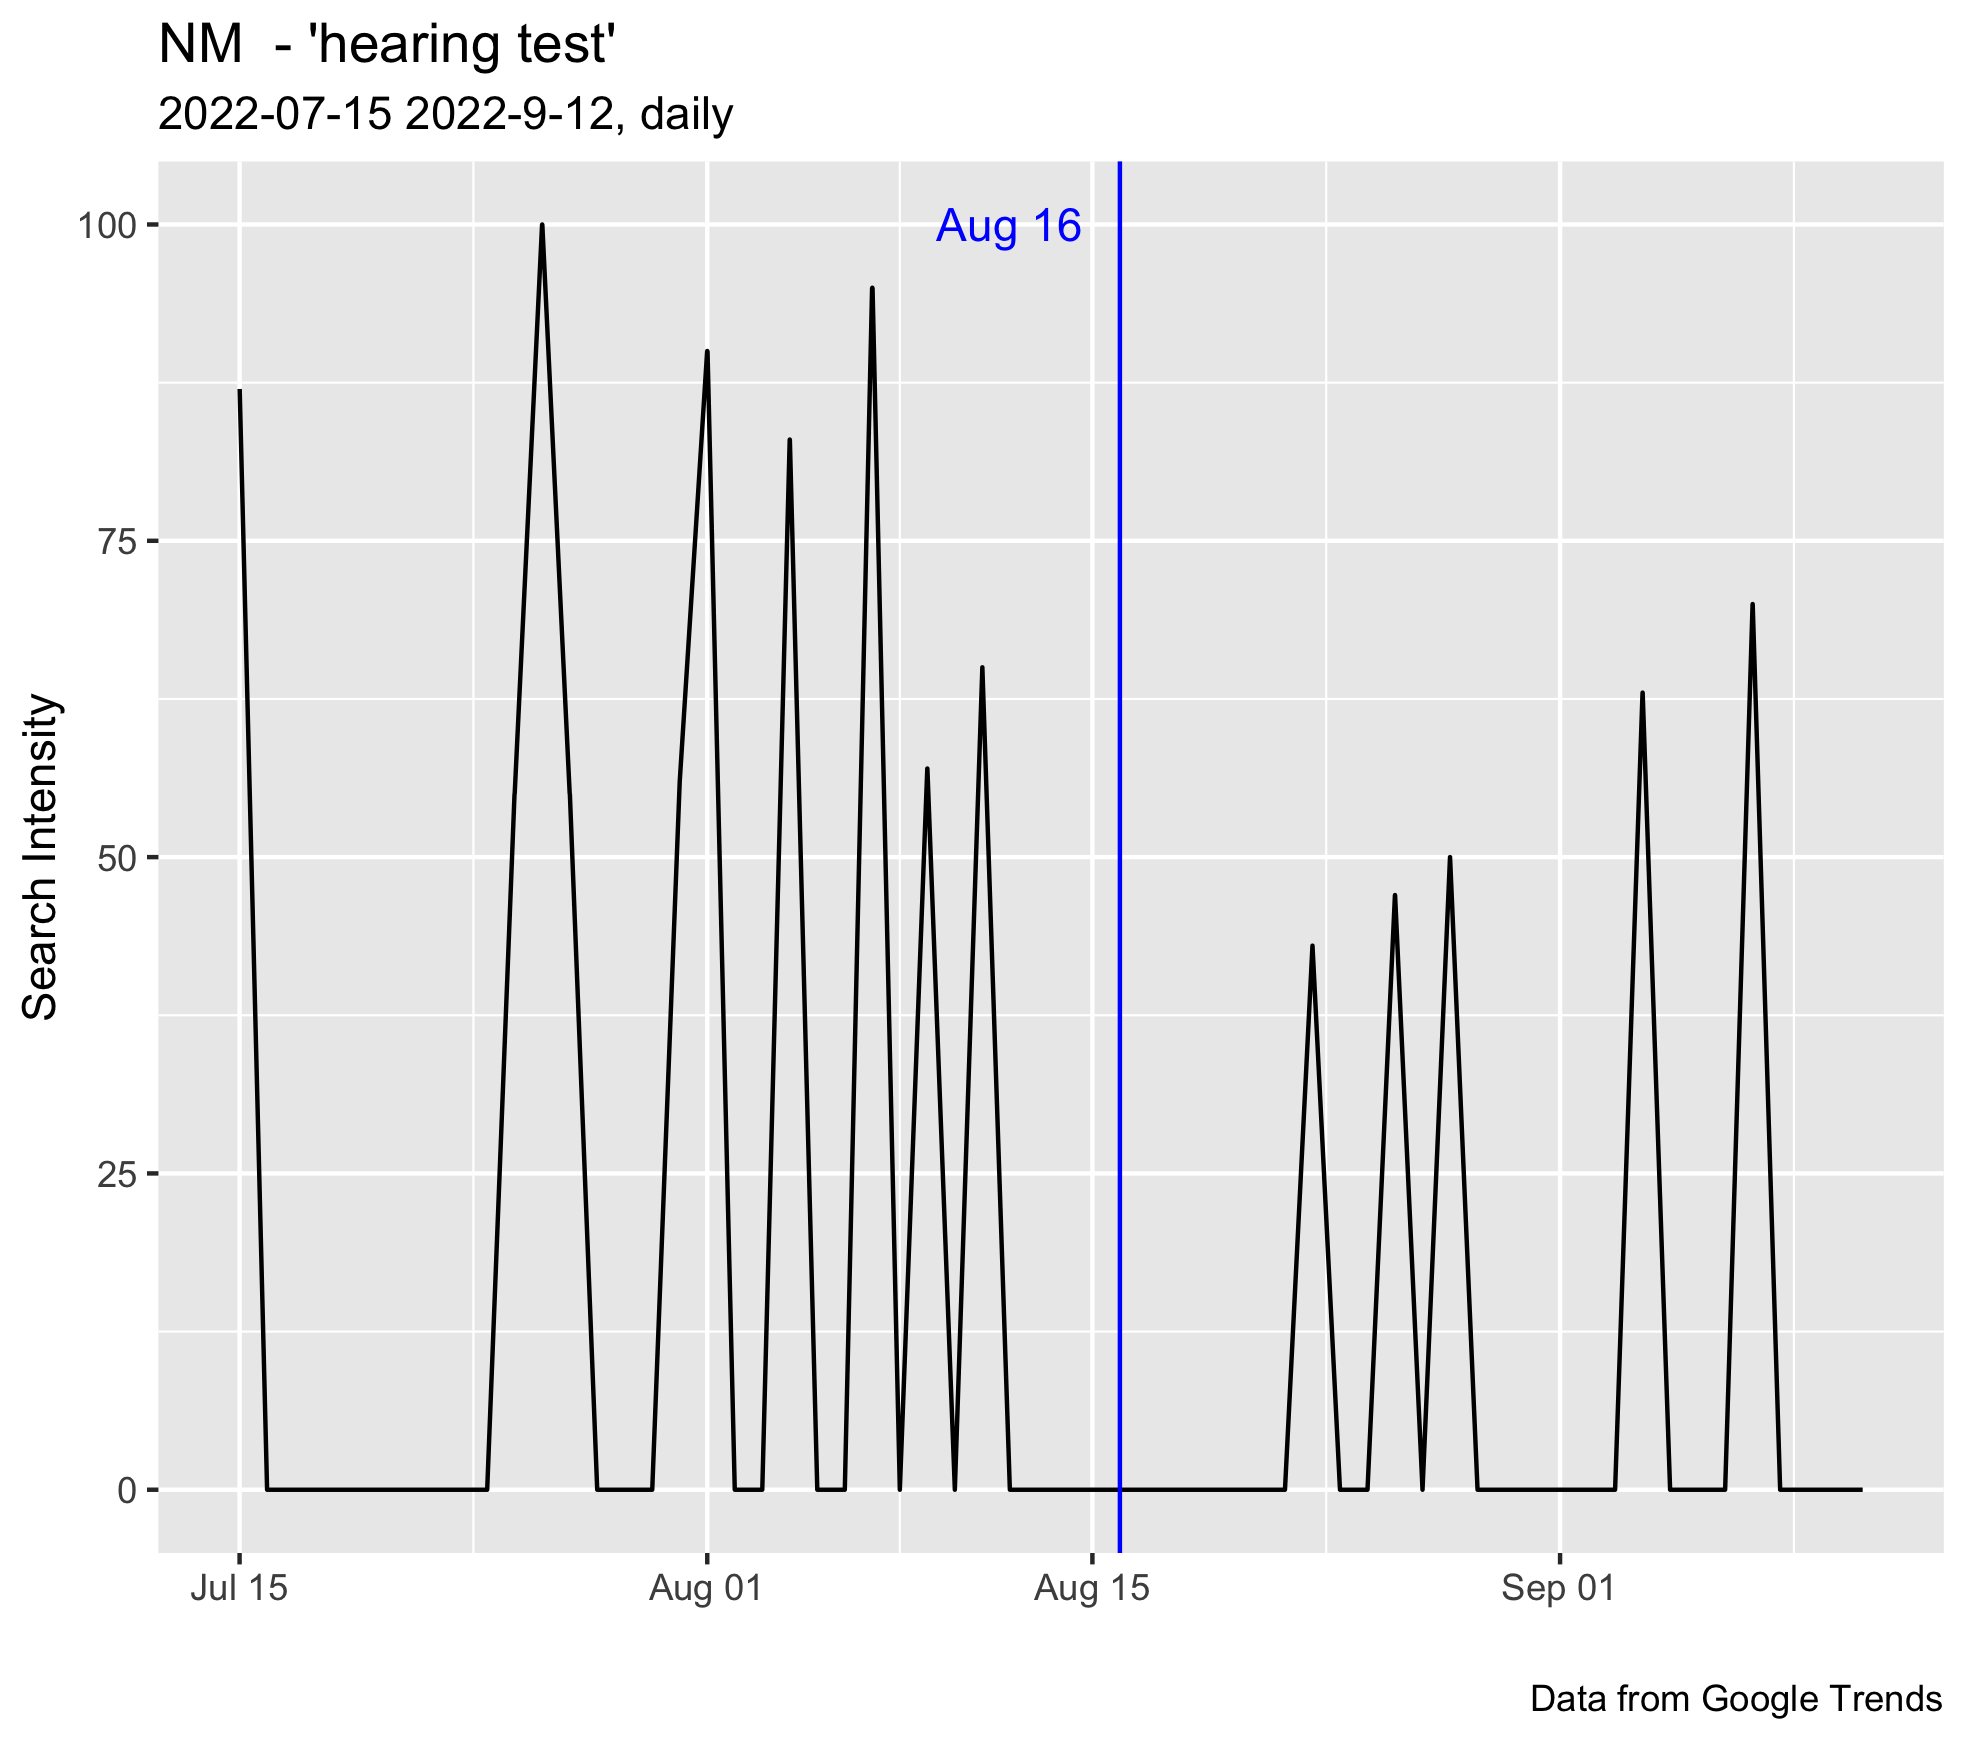 NM  - 'hearing test'
2022-07-15 2022-9-12, daily
Aug 16
100
75
50
25
0
Search Intensity
Jul 15
Aug 01
Aug 15
Sep 01
Data from Google Trends